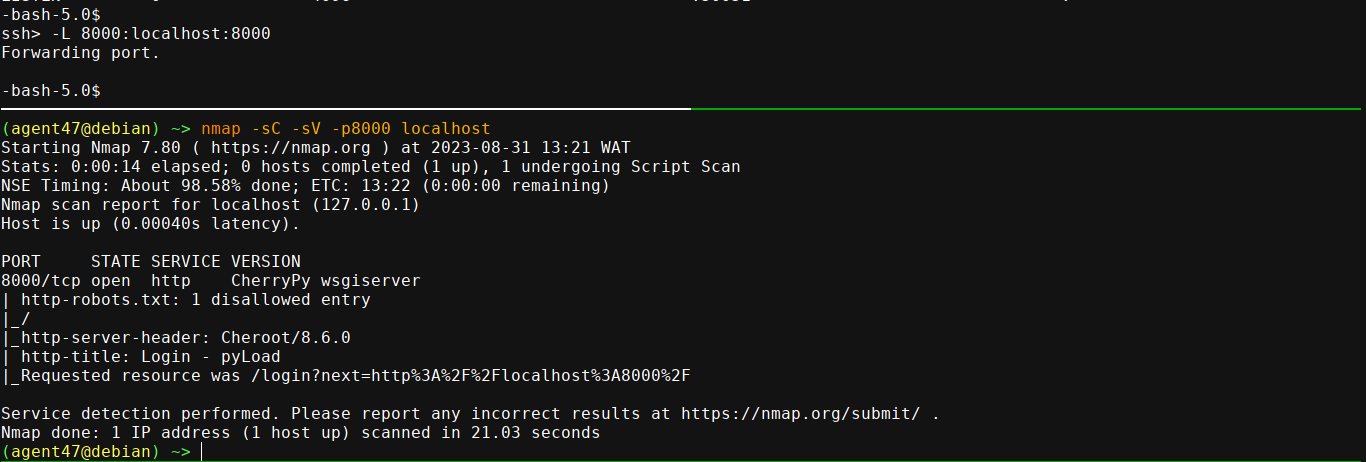 -bash-5.0$
ssh> -L 8000:localhost:8000
Forwarding port.
-bash-5.0$
(agent47@debian) ~> nmap -sC -sV -p8000 localhost
Starting Nmap 7.80 ( https://nmap.org ) at 2023-08-31 13:21 WAT
Stats: 0:00:14 elapsed; 0 hosts completed (1 up), 1 undergoing Script Scan
NSE Timing: About 98.58% done; ETC: 13:22 (0:00:00 remaining)
Nmap scan report for localhost (127.0.0.1)
Host is up (0.00040s latency).
PORT     STATE SERVICE VERSION
8000/tcp open  http    CherryPy wsgiserver
| http-robots.txt: 1 disallowed entry
|_/
|_http-server-header: Cheroot/8.6.0
| http-title: Login - pyLoad
|_Requested resource was /login?next=http%3A%2F%2Flocalhost%3A8000%2F
Service detection performed. Please report any incorrect results at https://nmap.org/submit/ .
Nmap done: 1 IP address (1 host up) scanned in 21.03 seconds
(agent47@debian) ~>